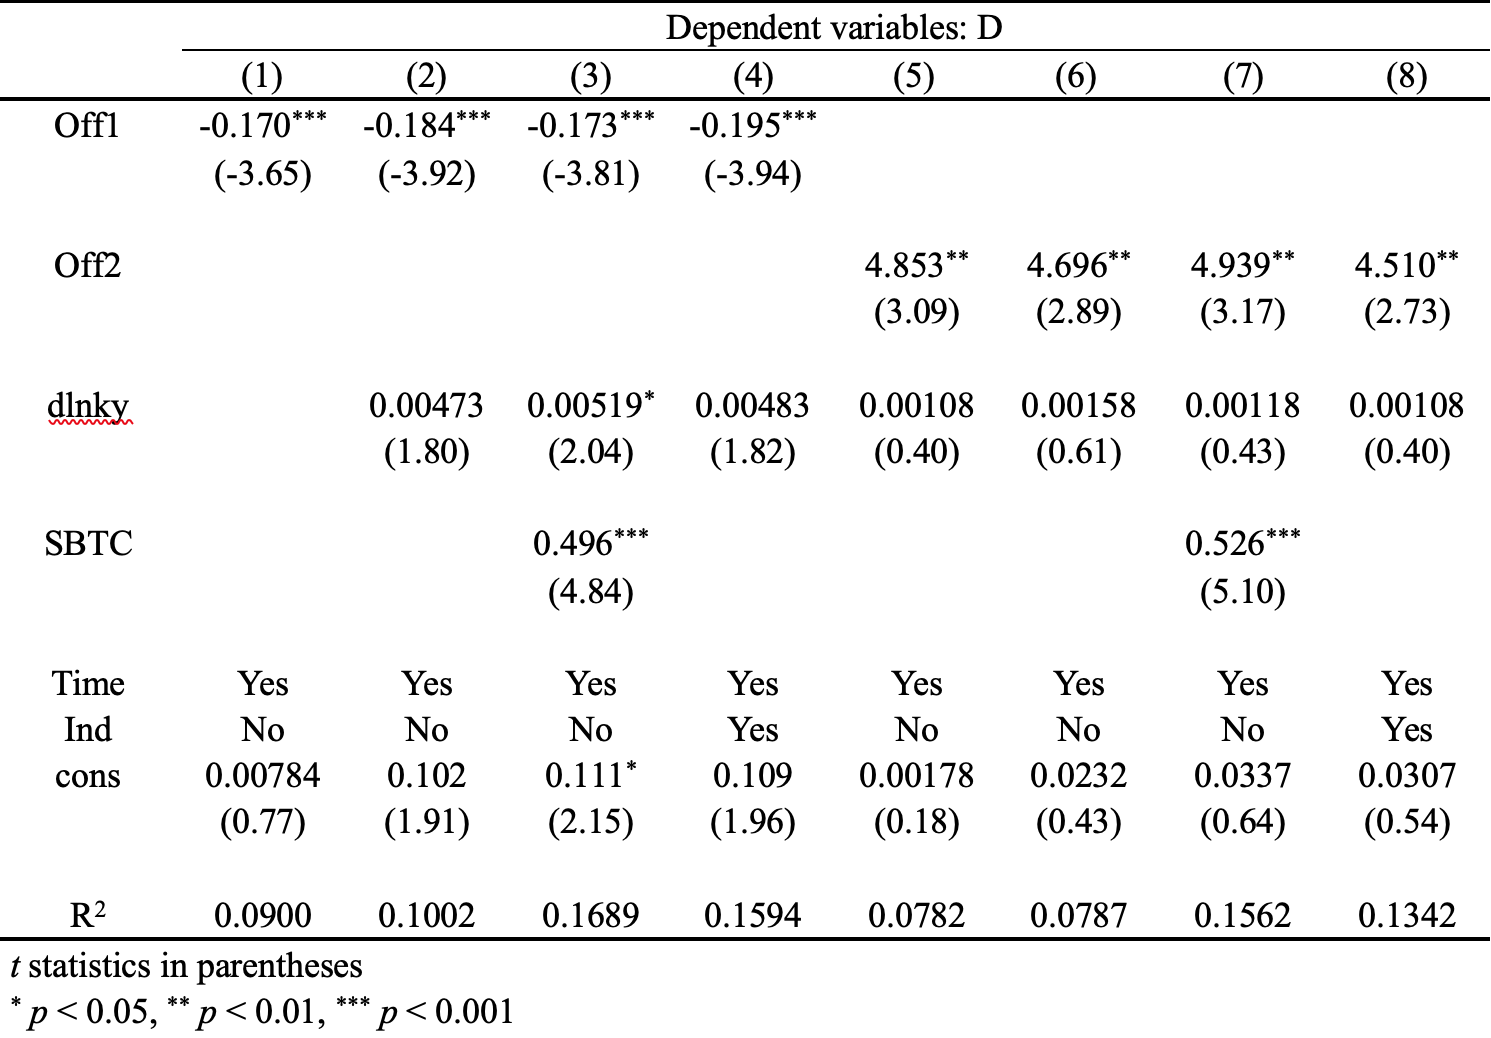 Dependent variables: D
(1) (2) (3) (4) (5) (6) (7) (8)
Off1 -0.170*** -0.184*** -0.173*** -0.195***
(-3.65) (-3.92) (-3.81) (-3.94)
Off2 4.853** 4.696** 4.939** 4.510**
(3.09) (2.89) (3.17) (2.73)
dlnky 0.00473 0.00519* 0.00483 0.00108 0.00158 0.00118 0.00108
(1.80) (2.04) (1.82) (0.40) (0.61) (0.43) (0.40)
SBTC 0.496*** 0.526***
(4.84) (5.10)
Time Yes Yes Yes Yes Yes Yes Yes Yes
Ind No No No Yes No No No Yes
cons 0.00784 0.102 0.111* 0.109 0.00178 0.0232 0.0337 0.0307
(0.77) (1.91) (2.15) (1.96) (0.18) (0.43) (0.64) (0.54)
R² 0.0900 0.1002 0.1689 0.1594 0.0782 0.0787 0.1562 0.1342
t statistics in parentheses
* p < 0.05, ** p < 0.01, *** p < 0.001